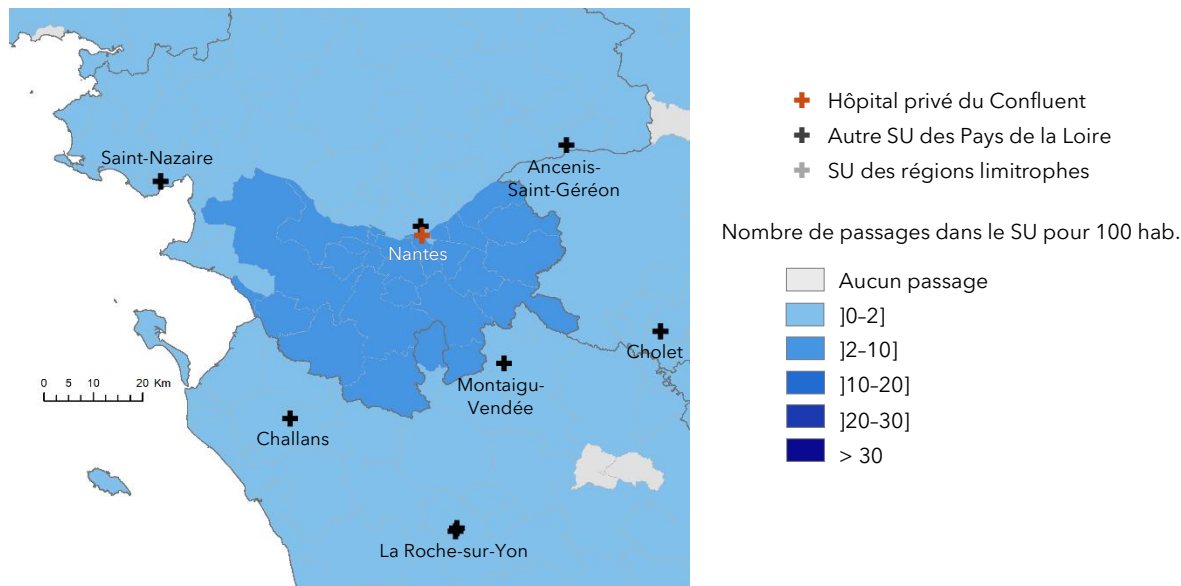 Saint-Nazaire
Ancenis-
Saint-Géréon
Nantes
Cholet
Montaigu-
Vendée
Challans
La Roche-sur-Yon
0 5 10 20 Km
Hôpital privé du Confluent
Autre SU des Pays de la Loire
SU des régions limitrophes
Nombre de passages dans le SU pour 100 hab.
Aucun passage
]0–2]
]2–10]
]10–20]
]20–30]
> 30